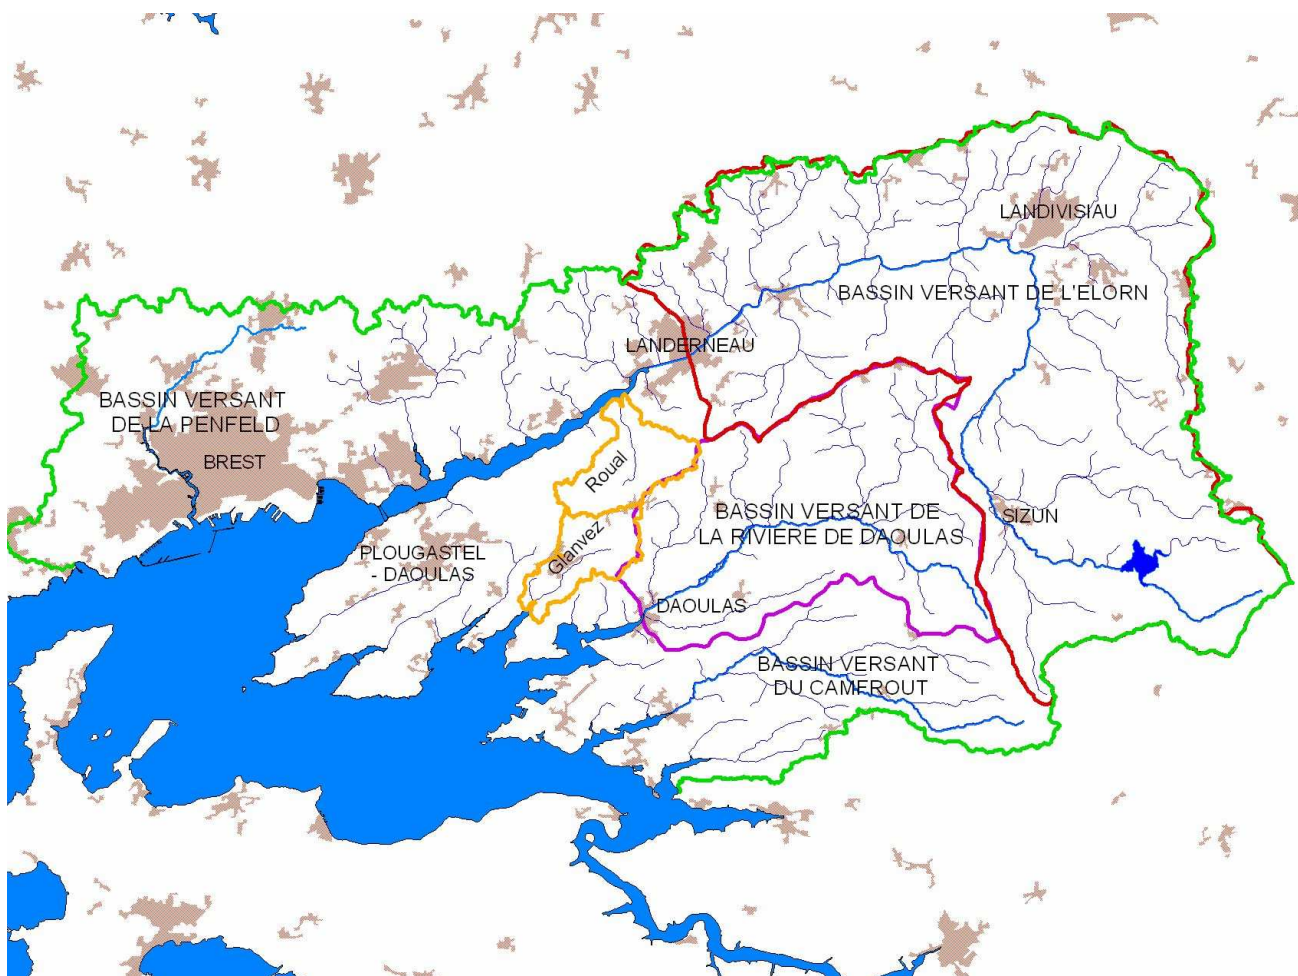 LANDIVISIAU
BASSIN VERSANT DE L'ELORN
LANDERNEAU
BASSIN VERSANT
DE LA PENFELD
BREST
Roual
BASSIN VERSANT DE
LA RIVIERE DE DAOULAS
SIZUN
Glanvez
PLOUGASTEL
- DAOULAS
DAOULAS
BASSIN VERSANT
DU CAMFROUT